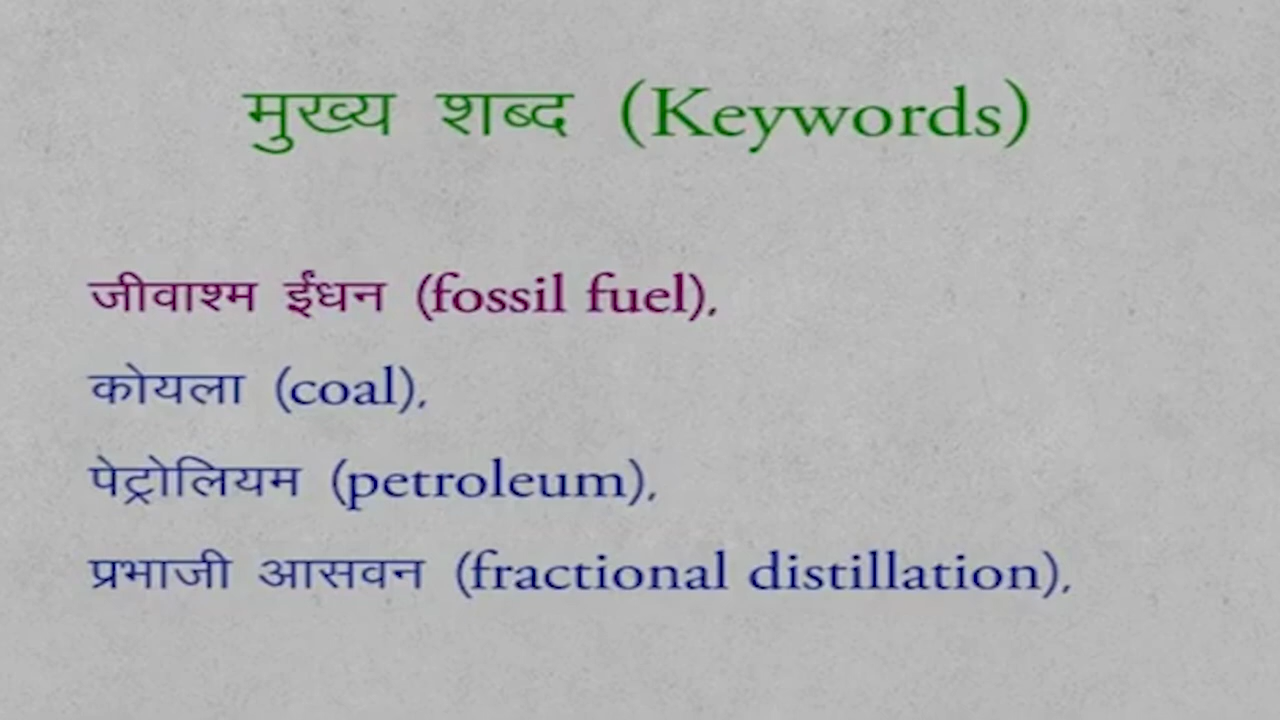 मुख्य शब्द (Keywords)
जीवाश्म ईंधन (fossil fuel),
कोयला (coal),
पेट्रोलियम (petroleum),
प्रभाजी आसवन (fractional distillation),